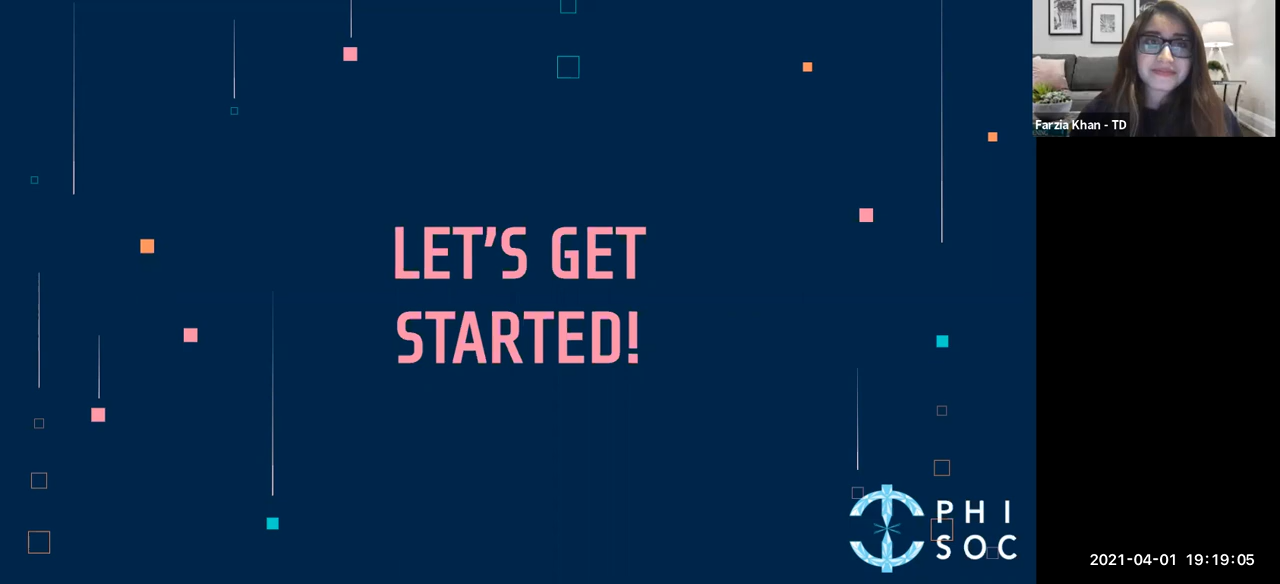 LET'S GET
STARTED!
Farzia Khan - TD
PHI
SOC
2021-04-01 19:19:05